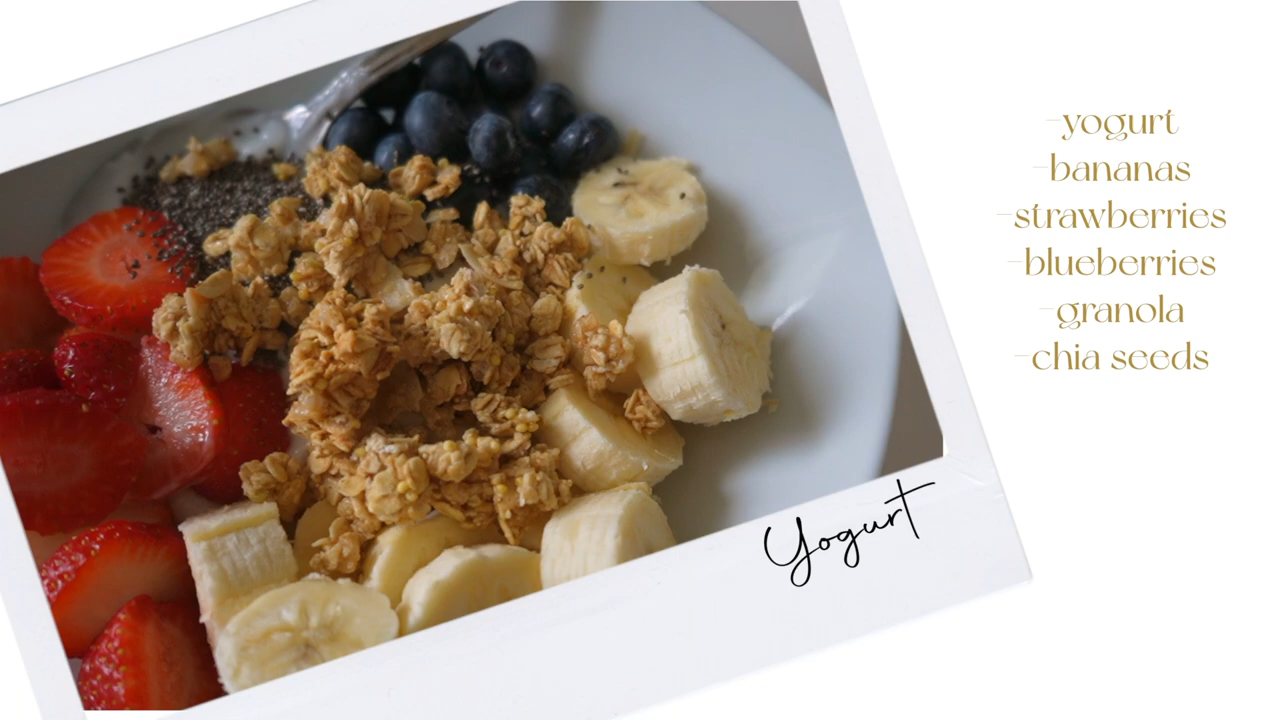 -yogurt
-bananas
-strawberries
-blueberries
-granola
-chia seeds
Yogurt